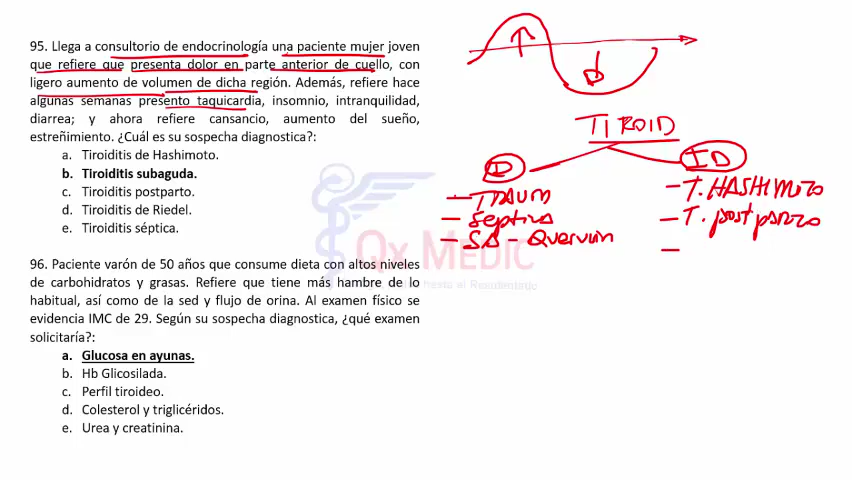 95. Llega a consultorio de endocrinología una paciente mujer joven
que refiere que presenta dolor en parte anterior de cuello, con
ligero aumento de volumen de dicha región. Además, refiere hace
algunas semanas presento taquicardia, insomnio, intranquilidad,
diarrea; y ahora refiere cansancio, aumento del sueño,
estreñimiento. ¿Cuál es su sospecha diagnostica?:
a. Tiroiditis de Hashimoto.
b. Tiroiditis subaguda.
c. Tiroiditis postparto.
d. Tiroiditis de Riedel.
e. Tiroiditis séptica.
96. Paciente varón de 50 años que consume dieta con altos niveles
de carbohidratos y grasas. Refiere que tiene más hambre de lo
habitual, así como de la sed y flujo de orina. Al examen físico se
evidencia IMC de 29. Según su sospecha diagnostica, ¿qué examen
solicitaría?:
a. Glucosa en ayunas.
b. Hb Glicosilada.
c. Perfil tiroideo.
d. Colesterol y triglicéridos.
e. Urea y creatinina.
TIROID
D
- TRAUM
- Séptica
- SA - Quervain
ID
- T. HASHIMOTO
- T. postparto
-
Qx MEDIC
hasta el Residentado